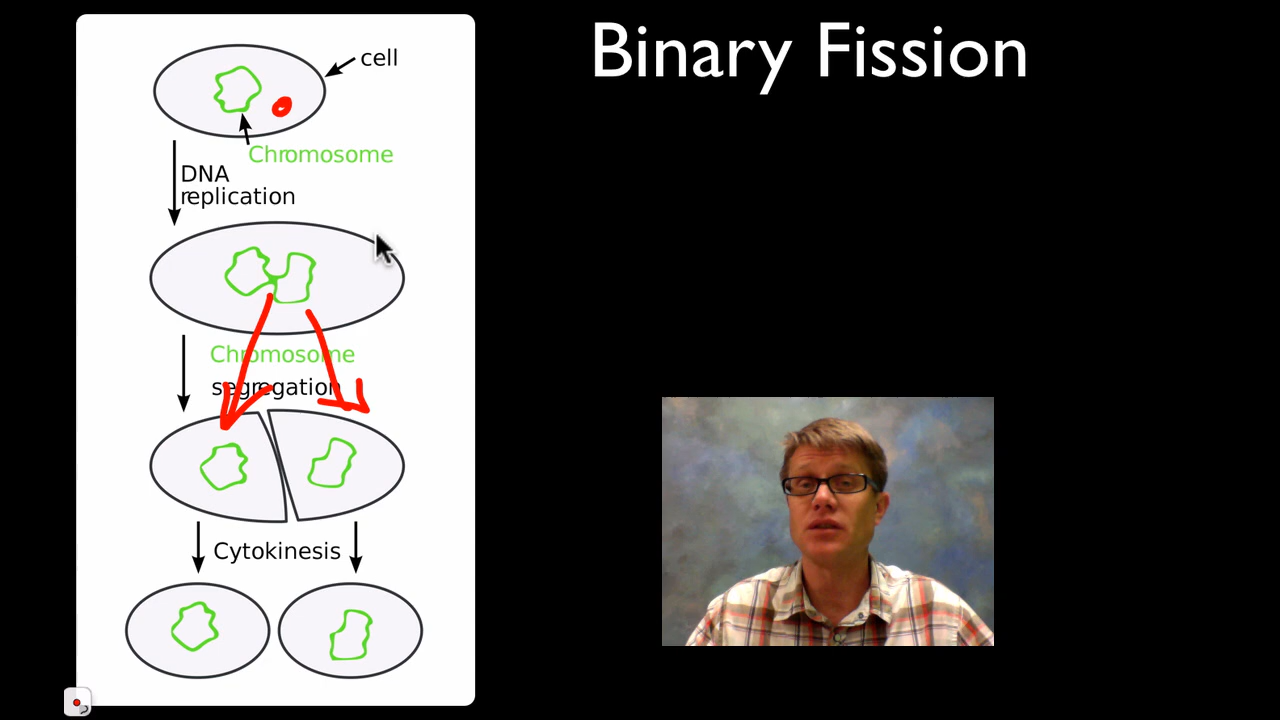 Binary Fission
cell
Chromosome
DNA
replication
Chromosome
segregation
Cytokinesis